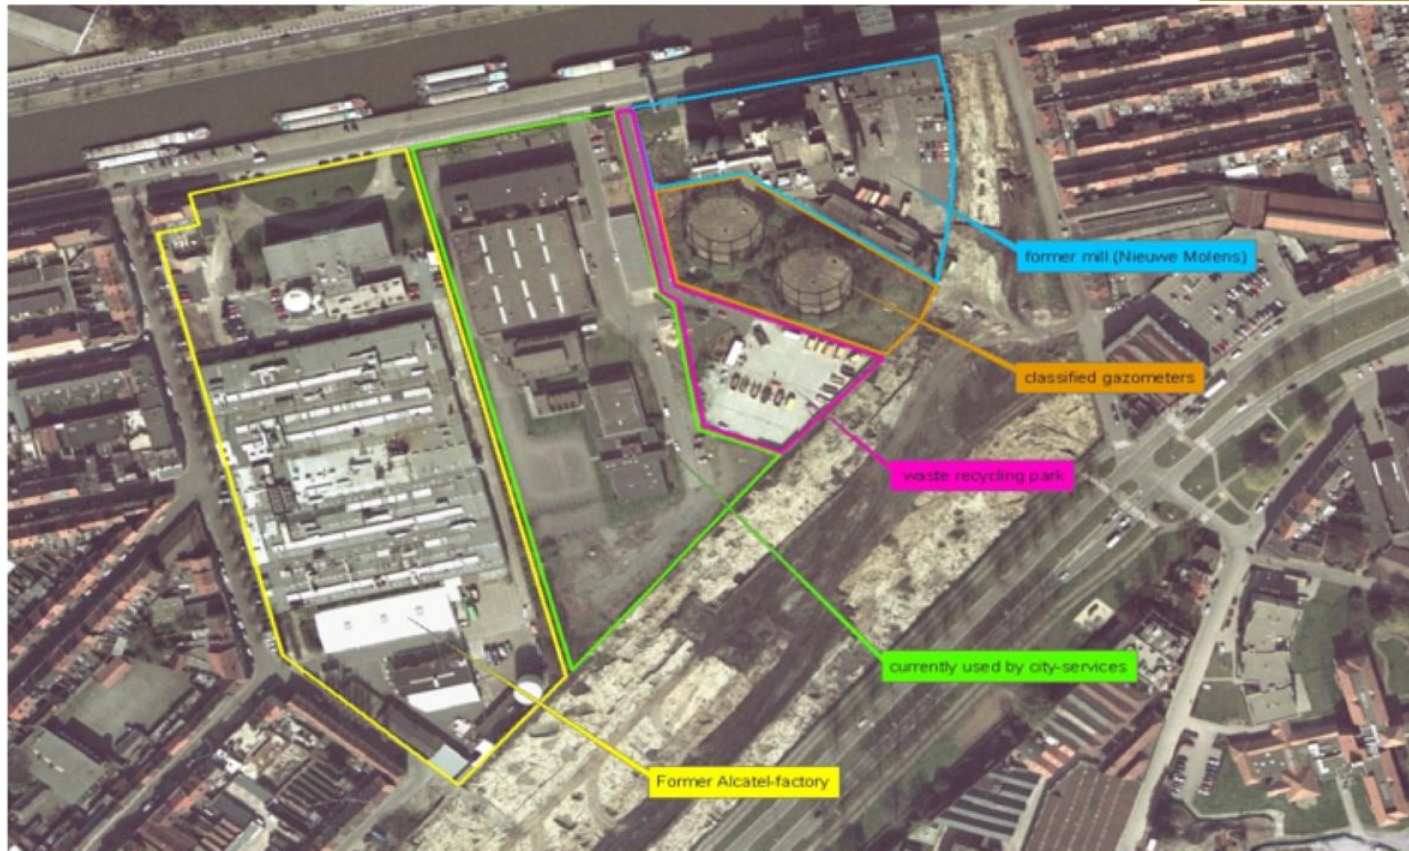 former mill (Nieuwe Molens)
classified gazometers
waste recycling park
currently used by city-services
Former Alcatel-factory